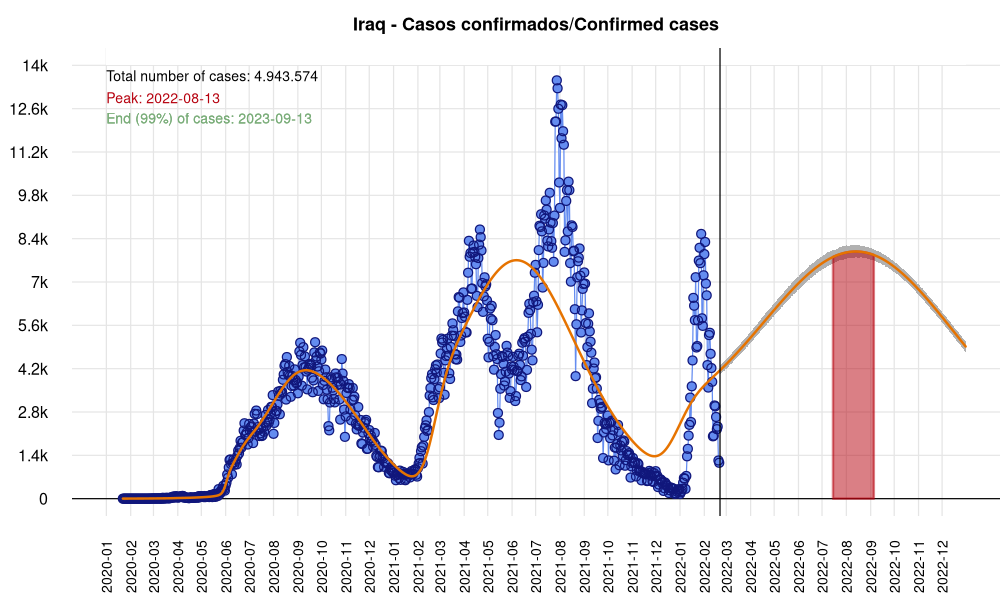 Iraq - Casos confirmados/Confirmed cases
Total number of cases: 4.943.574
Peak: 2022-08-13
End (99%) of cases: 2023-09-13
14k
12.6k
11.2k
9.8k
8.4k
7k
5.6k
4.2k
2.8k
1.4k
0
2020-01
2020-02
2020-03
2020-04
2020-05
2020-06
2020-07
2020-08
2020-09
2020-10
2020-11
2020-12
2021-01
2021-02
2021-03
2021-04
2021-05
2021-06
2021-07
2021-08
2021-09
2021-10
2021-11
2021-12
2022-01
2022-02
2022-03
2022-04
2022-05
2022-06
2022-07
2022-08
2022-09
2022-10
2022-11
2022-12